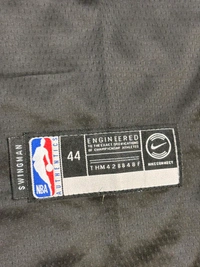 SWINGMAN
NBA
AUTHENTICS
44
ENGINEERED
TO THE EXACT SPECIFICATIONS
OF CHAMPIONSHIP ATHLETES